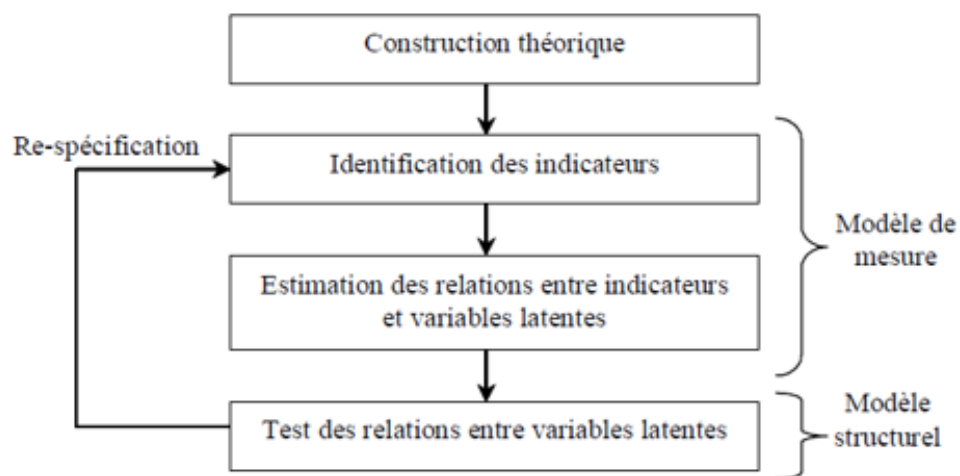 Construction théorique
Re-spécification
Identification des indicateurs
Modèle de
mesure
Estimation des relations entre indicateurs
et variables latentes
Test des relations entre variables latentes
Modèle
structurel